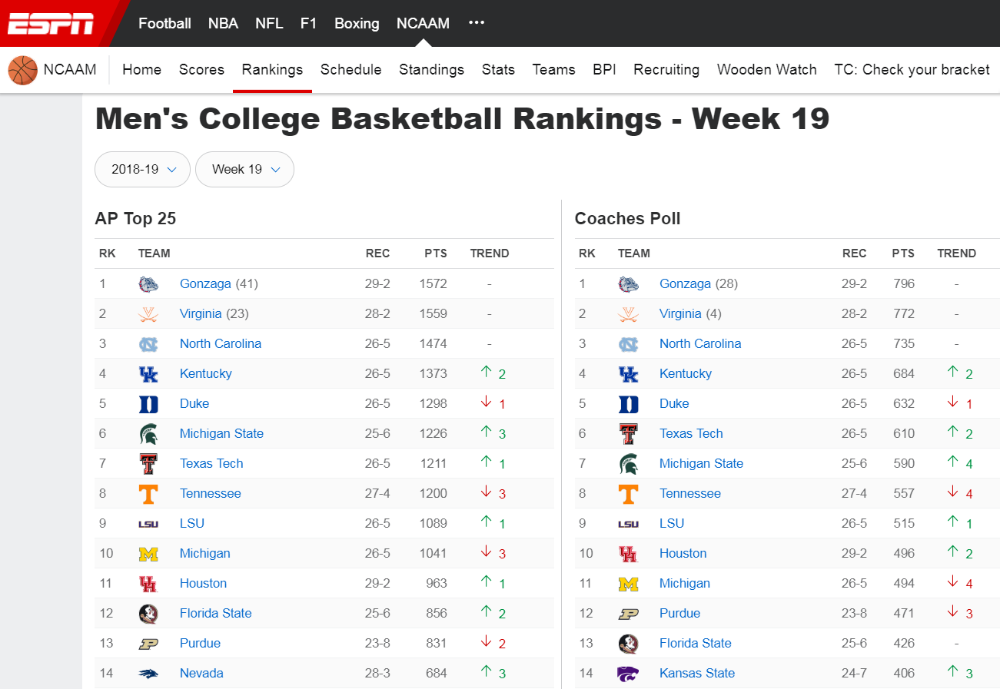 ESPN Football NBA NFL F1 Boxing NCAAM •••
NCAAM Home Scores Rankings Schedule Standings Stats Teams BPI Recruiting Wooden Watch TC: Check your bracket
Men's College Basketball Rankings - Week 19
2018-19 Week 19
AP Top 25
RK TEAM REC PTS TREND
1 Gonzaga (41) 29-2 1572 -
2 Virginia (23) 28-2 1559 -
3 North Carolina 26-5 1474 -
4 Kentucky 26-5 1373 ↑ 2
5 Duke 26-5 1298 ↓ 1
6 Michigan State 25-6 1226 ↑ 3
7 Texas Tech 26-5 1211 ↑ 1
8 Tennessee 27-4 1200 ↓ 3
9 LSU LSU 26-5 1089 ↑ 1
10 Michigan 26-5 1041 ↓ 3
11 Houston 29-2 963 ↑ 1
12 Florida State 25-6 856 ↑ 2
13 Purdue 23-8 831 ↓ 2
14 Nevada 28-3 684 ↑ 3
Coaches Poll
RK TEAM REC PTS TREND
1 Gonzaga (28) 29-2 796 -
2 Virginia (4) 28-2 772 -
3 North Carolina 26-5 735 -
4 Kentucky 26-5 684 ↑ 2
5 Duke 26-5 632 ↓ 1
6 Texas Tech 26-5 610 ↑ 2
7 Michigan State 25-6 590 ↑ 4
8 Tennessee 27-4 557 ↓ 4
9 LSU LSU 26-5 515 ↑ 1
10 Houston 29-2 496 ↑ 2
11 Michigan 26-5 494 ↓ 4
12 Purdue 23-8 471 ↓ 3
13 Florida State 25-6 426 -
14 Kansas State 24-7 406 ↑ 3